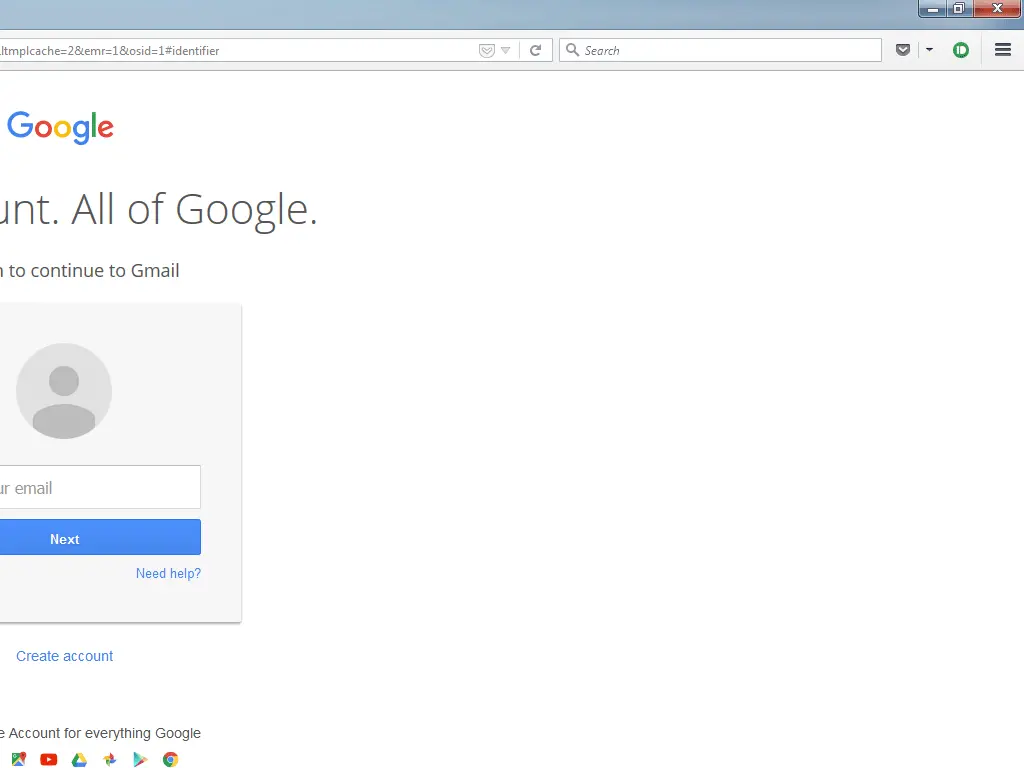 ltmplcache=2&emr=1&osid=1#identifier
Search
Google
unt. All of Google.
n to continue to Gmail
ur email
Next
Need help?
Create account
e Account for everything Google